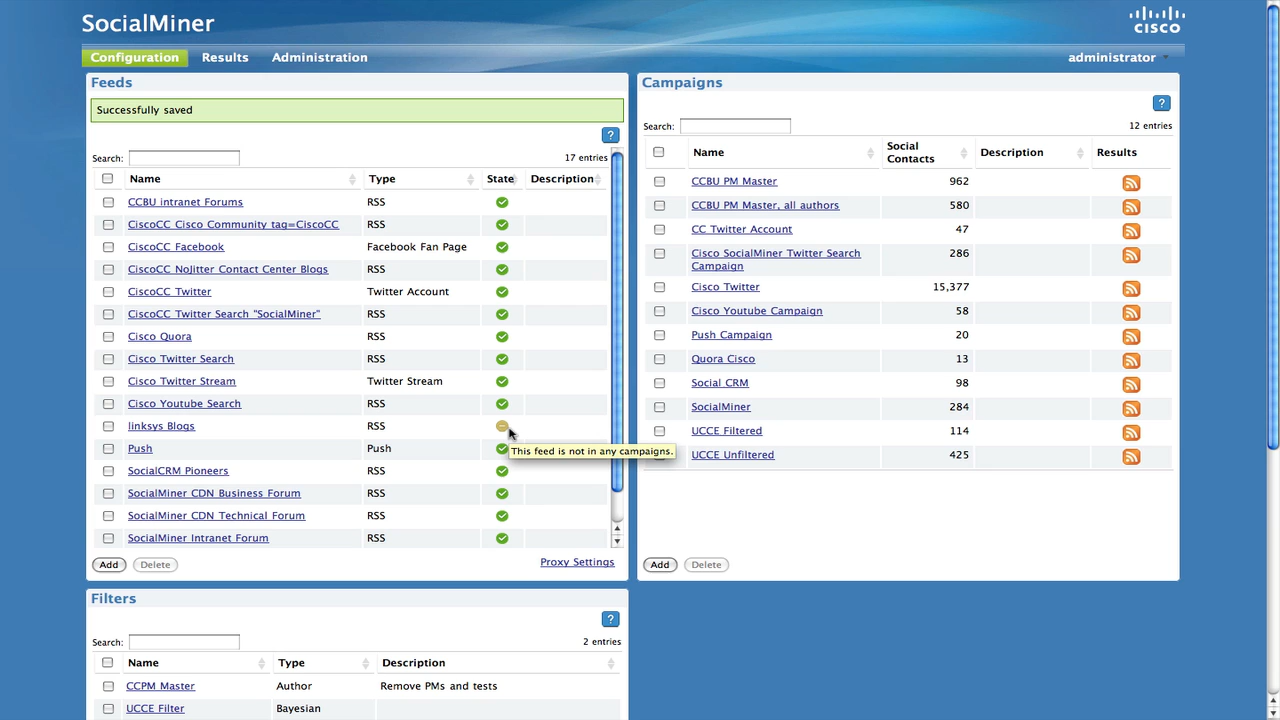 SocialMiner
cisco
Configuration Results Administration administrator
Feeds
Successfully saved
?
Search: 17 entries
Name Type State Description
CCBU intranet Forums RSS
CiscoCC Cisco Community tag=CiscoCC RSS
CiscoCC Facebook Facebook Fan Page
CiscoCC NoJitter Contact Center Blogs RSS
CiscoCC Twitter Twitter Account
CiscoCC Twitter Search "SocialMiner" RSS
Cisco Quora RSS
Cisco Twitter Search RSS
Cisco Twitter Stream Twitter Stream
Cisco Youtube Search RSS
linksys Blogs RSS
Push Push
This feed is not in any campaigns.
SocialCRM Pioneers RSS
SocialMiner CDN Business Forum RSS
SocialMiner CDN Technical Forum RSS
SocialMiner Intranet Forum RSS
Add Delete Proxy Settings
Campaigns
?
Search: 12 entries
Name Social Contacts Description Results
CCBU PM Master 962
CCBU PM Master, all authors 580
CC Twitter Account 47
Cisco SocialMiner Twitter Search 286
Campaign
Cisco Twitter 15,377
Cisco Youtube Campaign 58
Push Campaign 20
Quora Cisco 13
Social CRM 98
SocialMiner 284
UCCE Filtered 114
UCCE Unfiltered 425
Add Delete
Filters
?
Search: 2 entries
Name Type Description
CCPM Master Author Remove PMs and tests
UCCE Filter Bayesian